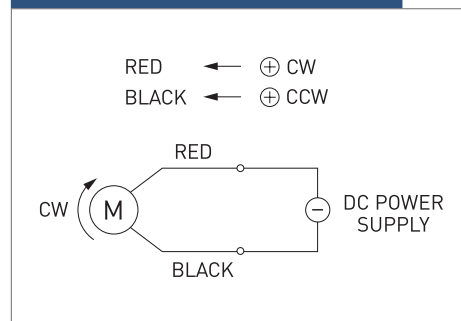 RED ← ⊕ CW
BLACK ← ⊕ CCW
RED
CW
M
−
DC POWER
SUPPLY
BLACK